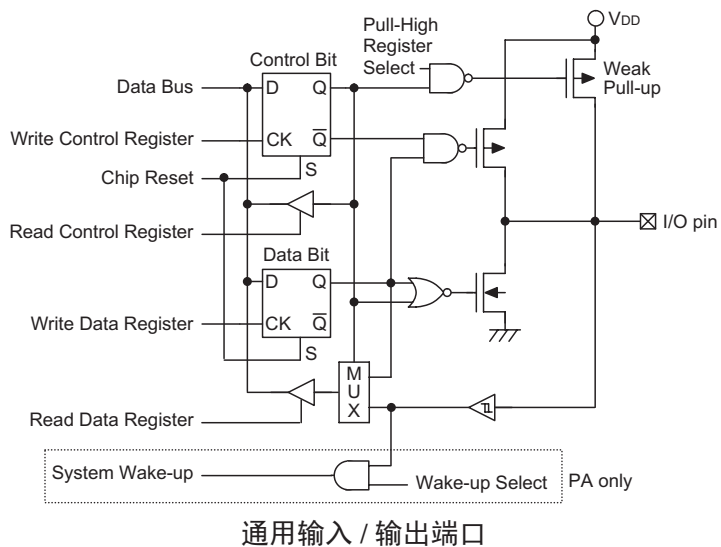 VDD
Pull-High
Register
Select
Weak
Pull-up
Control Bit
Data Bus
D
Q
Write Control Register
CK
Q
S
Chip Reset
Read Control Register
I/O pin
Data Bit
D
Q
Write Data Register
CK
Q
S
M
U
X
Read Data Register
System Wake-up
Wake-up Select
PA only
通用输入 / 输出端口